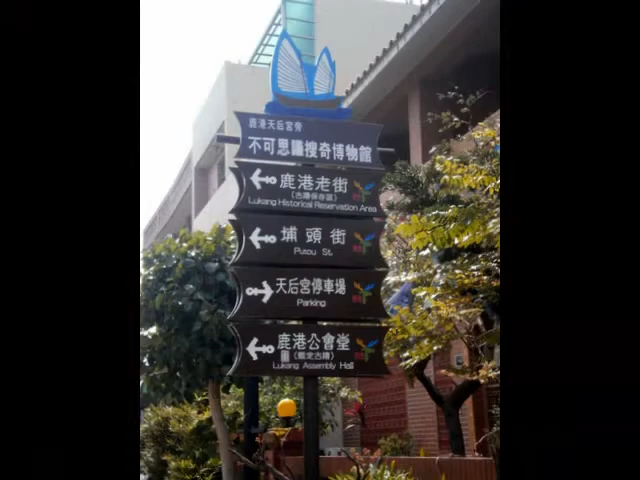 鹿港天后宮旁
不可思議搜奇博物館
鹿港老街
(古蹟保存區)
Lukang Historical Reservation Area
埔頭街
Putou St.
天后宮停車場
Parking
鹿港公會堂
(縣定古蹟)
Lukang Assembly Hall